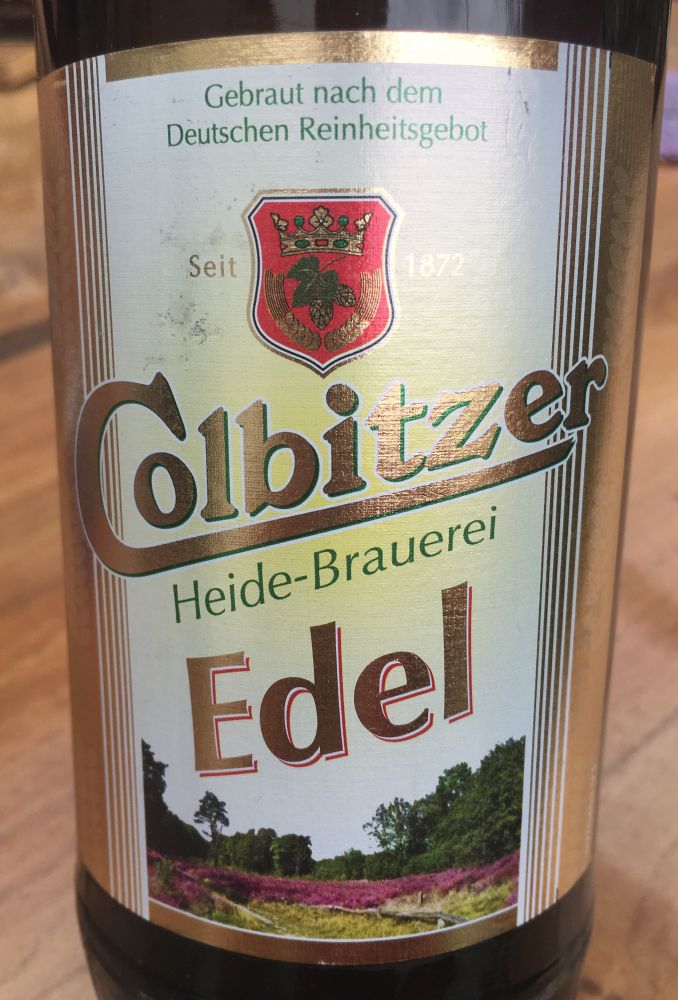 Gebraut nach dem
Deutschen Reinheitsgebot
Seit 1872
Colbitzer
Heide-Brauerei
Edel